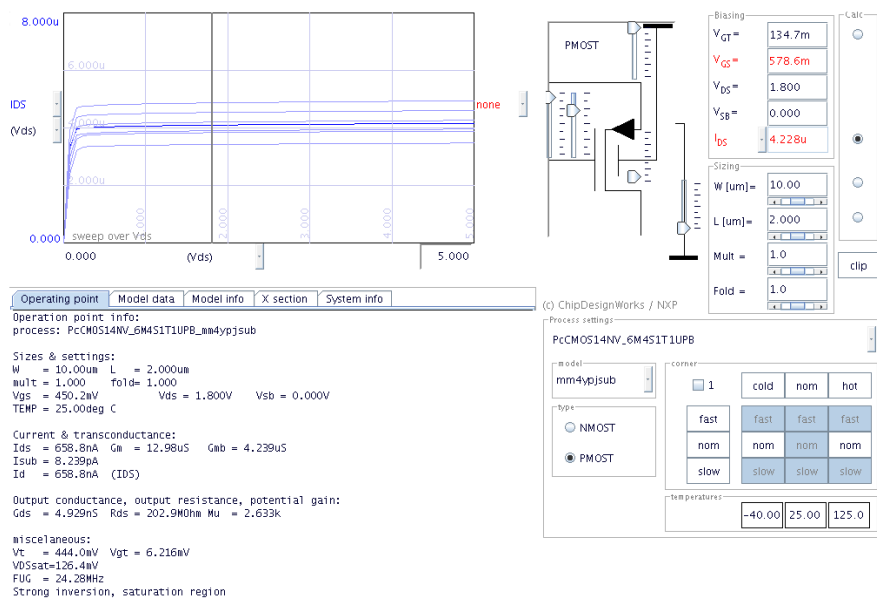 8.000u
6.000u
IDS
(Vds)
4.000u
none
2.000u
0.000
sweep over Vds
1.000
2.000
3.000
4.000
5.000
0.000
(Vds)
5.000
PMOST
Biasing
VGT= 134.7m
VGS= 578.6m
VDS= 1.800
VSB= 0.000
IDS= 4.228u
Calc
Sizing
W [um]= 10.00
L [um]= 2.000
Mult = 1.0
Fold = 1.0
clip
Operating point Model data Model info X section System info
Operation point info:
process: PcCMOS14NV_6M4S1T1UPB_mm4ypjsub
Sizes & settings:
W = 10.00um L = 2.000um
mult = 1.000 fold= 1.000
Vgs = 450.2mV Vds = 1.800V Vsb = 0.000V
TEMP = 25.00deg C
Current & transconductance:
Ids = 658.8nA Gm = 12.98uS Gmb = 4.239uS
Isub = 8.239pA
Id = 658.8nA (IDS)
Output conductance, output resistance, potential gain:
Gds = 4.929nS Rds = 202.9MOhm Mu = 2.633k
miscelaneous:
Vt = 444.0mV Vgt = 6.216mV
VDSsat=126.4mV
FUG = 24.28MHz
Strong inversion, saturation region
(c) ChipDesignWorks / NXP
Process settings
PcCMOS14NV_6M4S1T1UPB
model
mm4ypjsub
type
NMOST
PMOST
corner
1 cold nom hot
fast fast fast fast
nom nom nom nom
slow slow slow slow
temperatures
-40.00 25.00 125.0